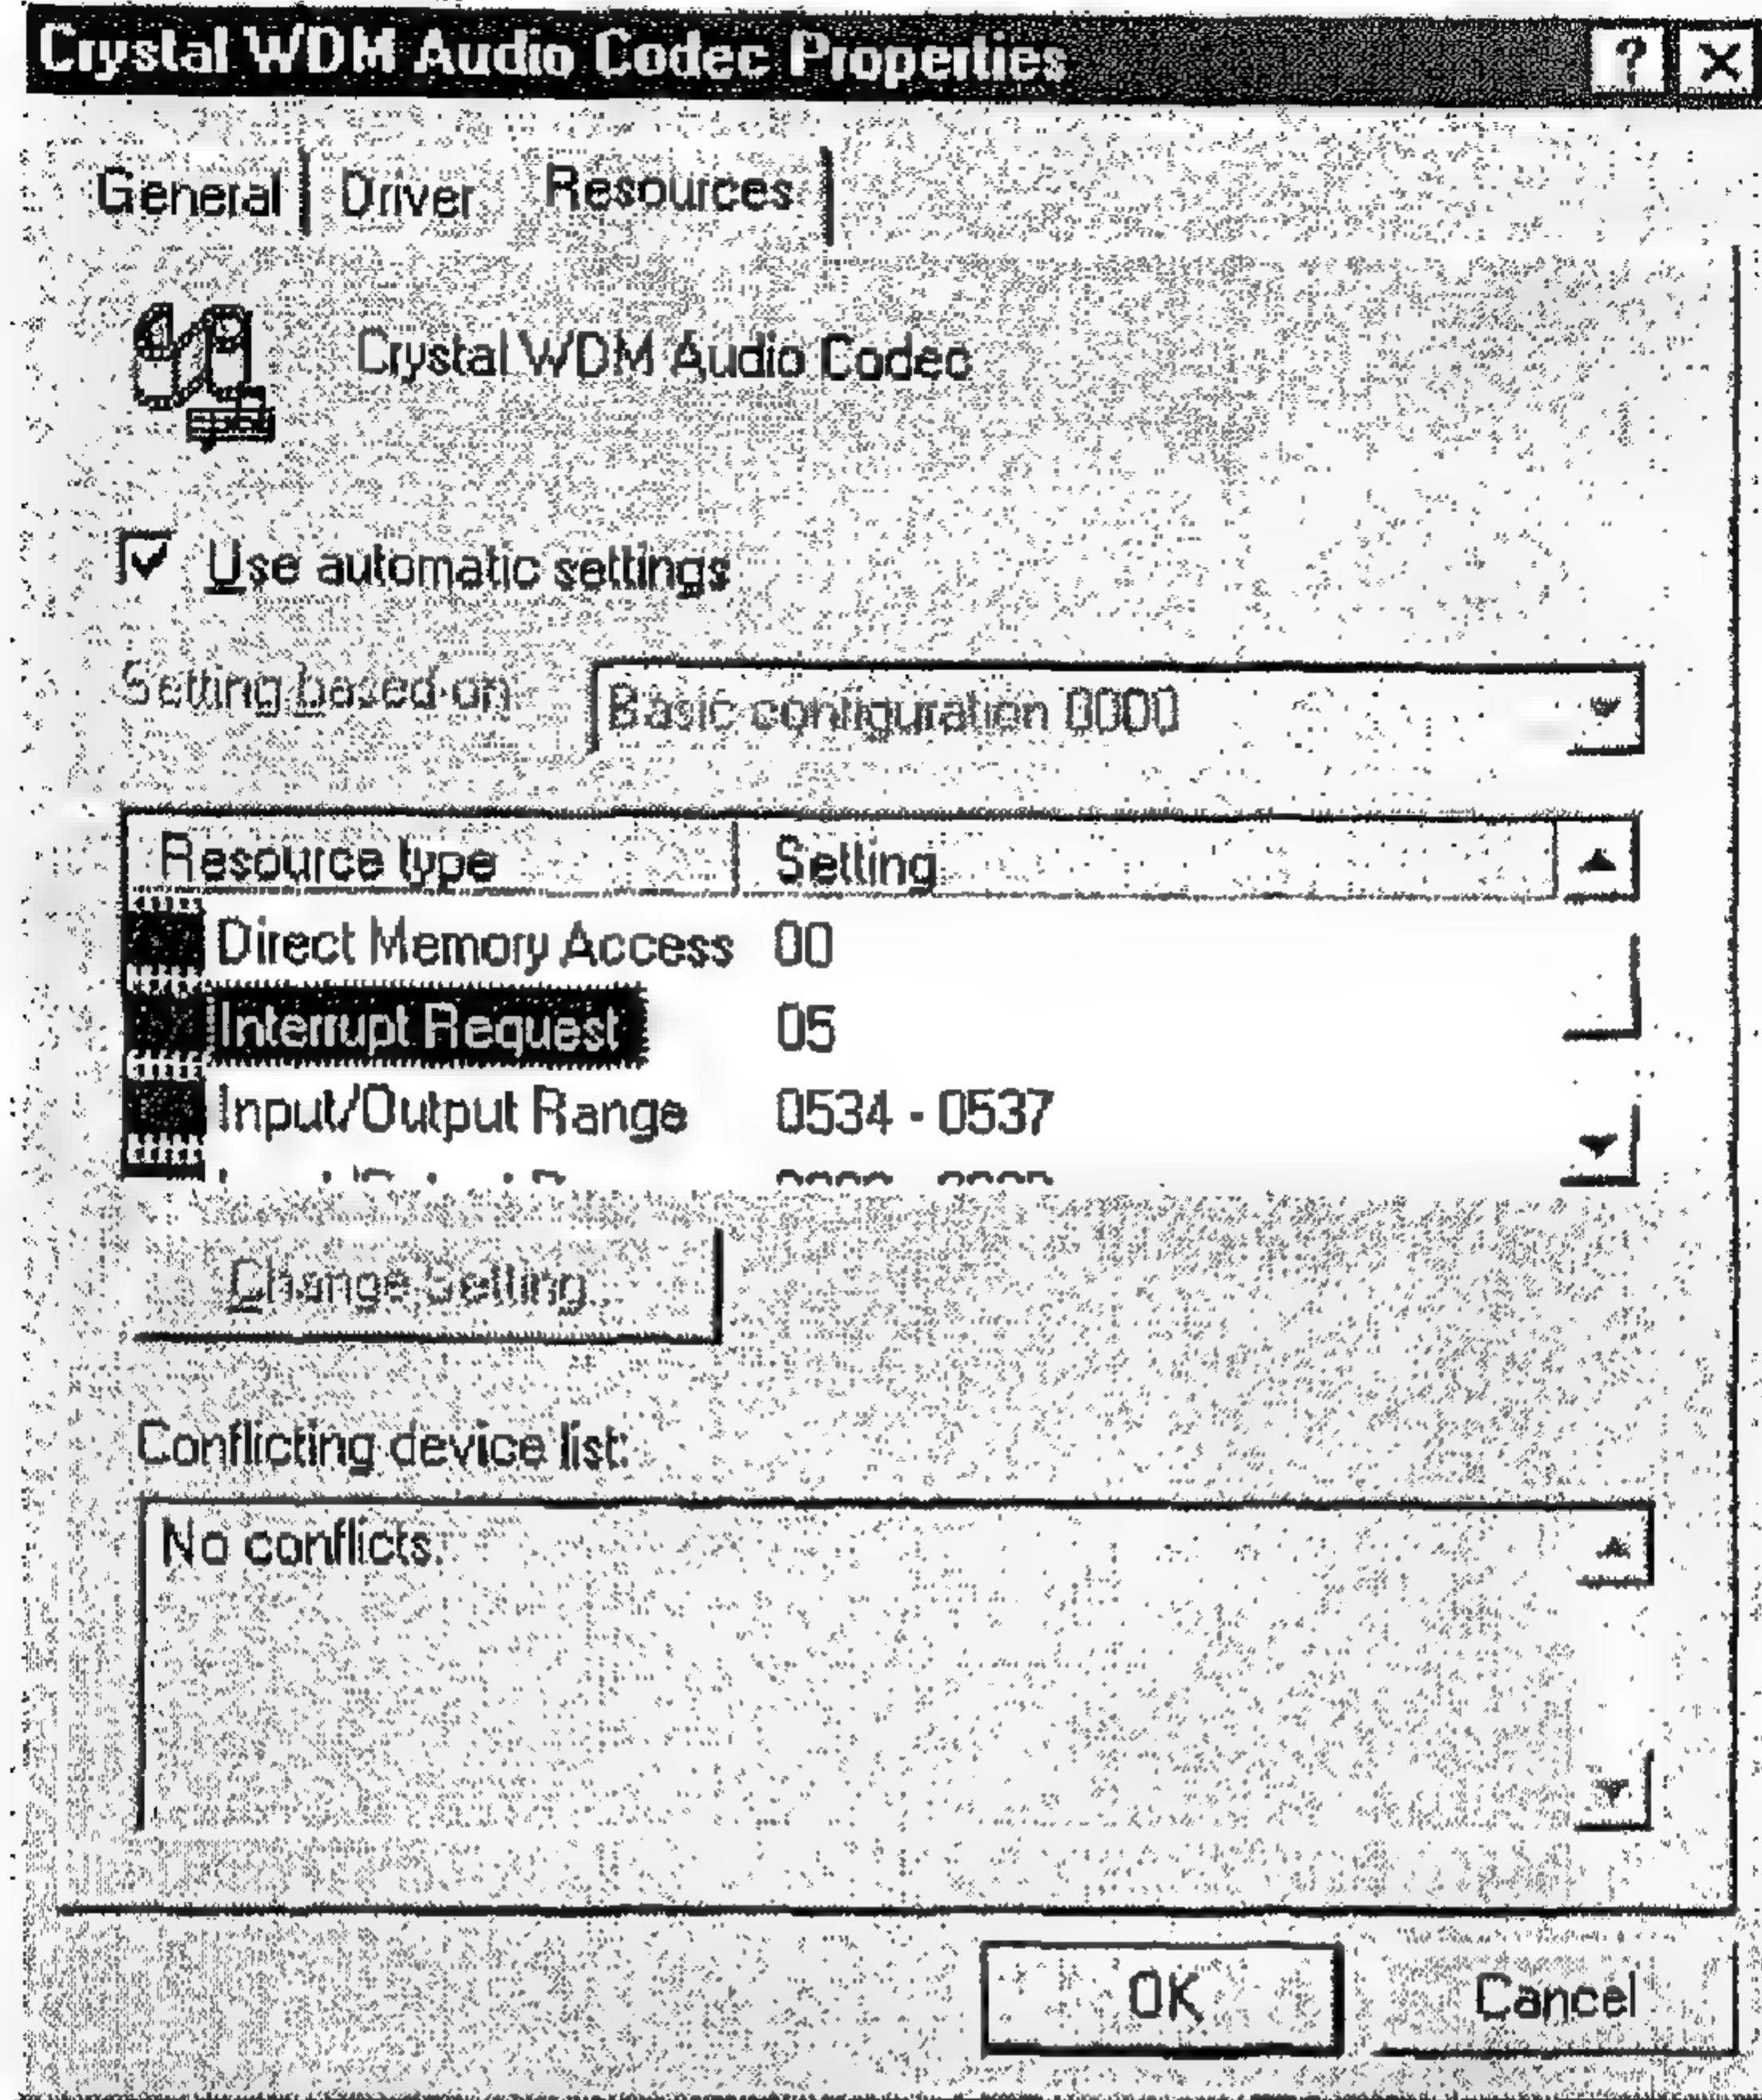 Crystal WDM Audio Codec Properties ? X
General Driver Resources
Crystal WDM Audio Codec
Use automatic settings
Setting based on Basic configuration 0000
Resource type Setting
Direct Memory Access 00
Interrupt Request 05
Input/Output Range 0534 - 0537
Change Setting...
Conflicting device list:
No conflicts.
OK Cancel